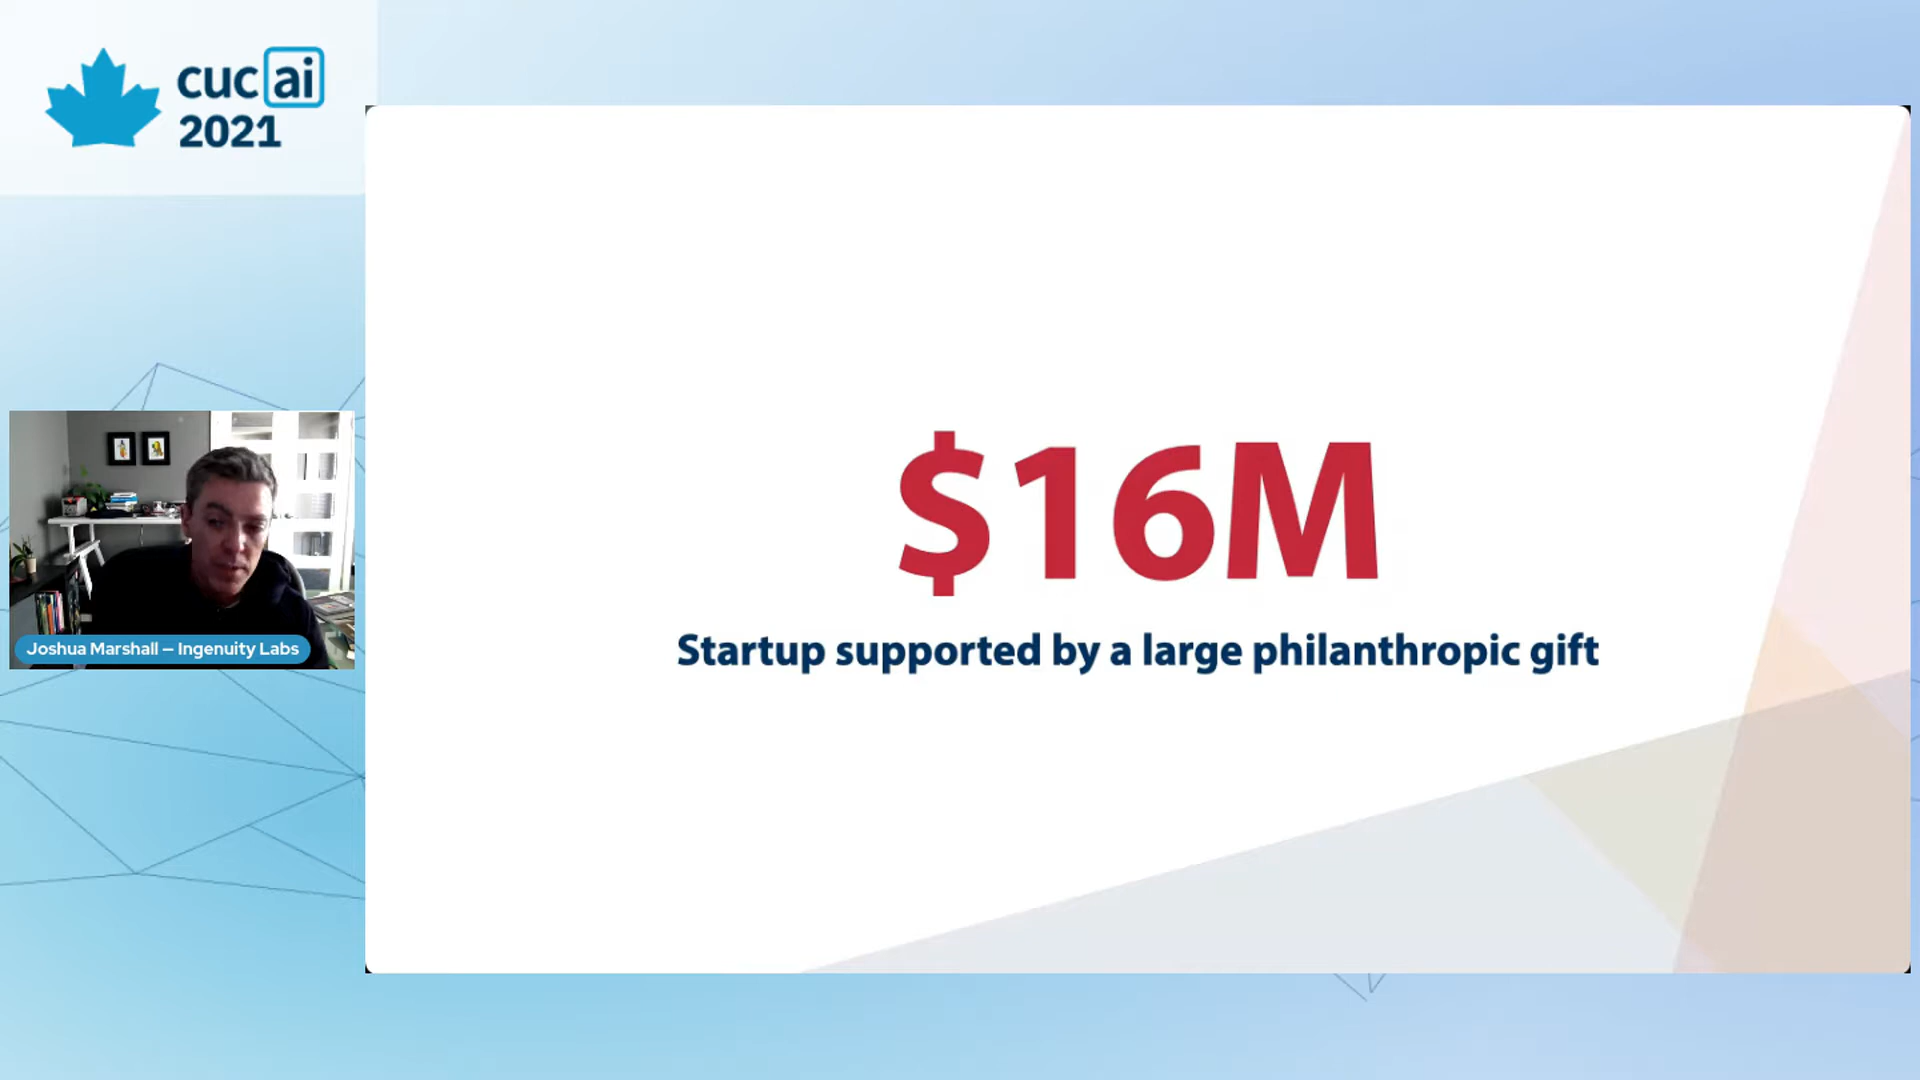 cuc ai
2021
$16M
Startup supported by a large philanthropic gift
Joshua Marshall — Ingenuity Labs